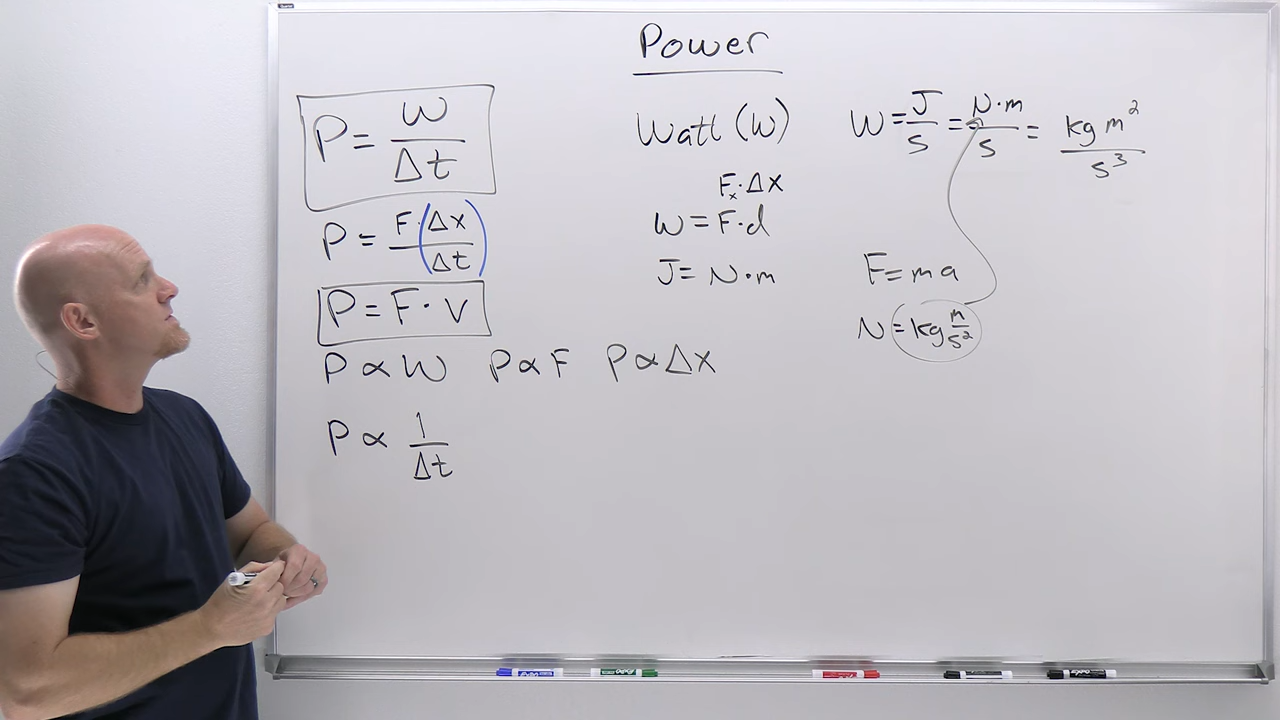 Power
P = W/Δt
P = F·(Δx/Δt)
P = F·v
P ∝ W P ∝ F P ∝ Δx
P ∝ 1/Δt
Watt (W)
Fₓ·Δx
W = F·d
J = N·m
W = J/s = N·m/s = kg m²/s³
F = ma
N = kg m/s²